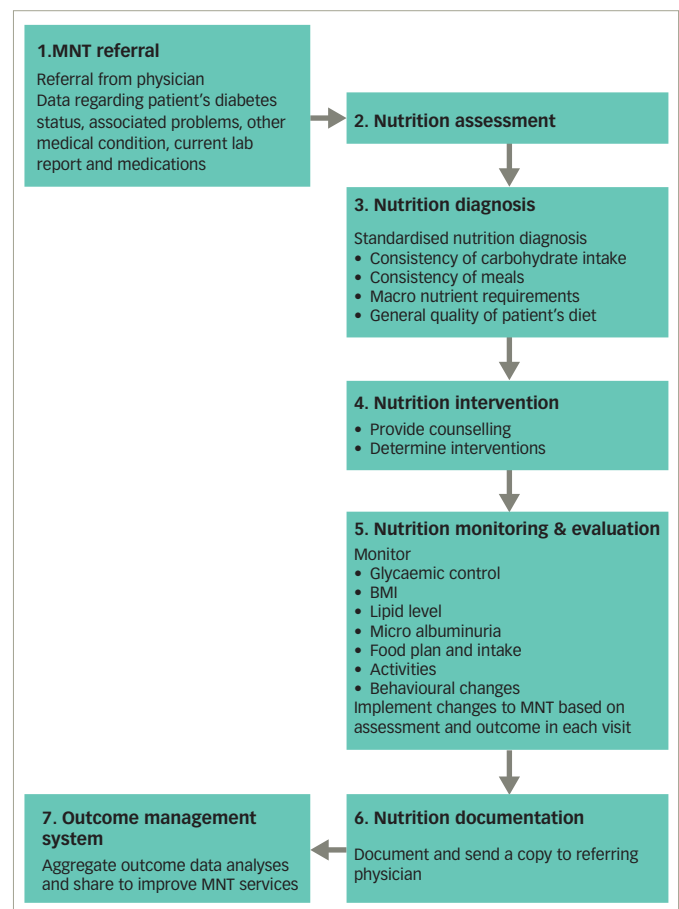 1.MNT referral
Referral from physician
Data regarding patient's diabetes
status, associated problems, other
medical condition, current lab
report and medications
2. Nutrition assessment
3. Nutrition diagnosis
Standardised nutrition diagnosis
• Consistency of carbohydrate intake
• Consistency of meals
• Macro nutrient requirements
• General quality of patient's diet
4. Nutrition intervention
• Provide counselling
• Determine interventions
5. Nutrition monitoring & evaluation
Monitor
• Glycaemic control
• BMI
• Lipid level
• Micro albuminuria
• Food plan and intake
• Activities
• Behavioural changes
Implement changes to MNT based on
assessment and outcome in each visit
6. Nutrition documentation
Document and send a copy to referring
physician
7. Outcome management
system
Aggregate outcome data analyses
and share to improve MNT services